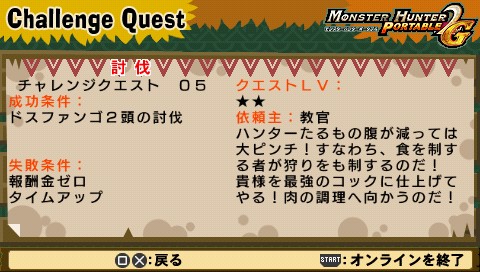 Challenge Quest
MONSTER HUNTER
PORTABLE 2nd G
討伐
チャレンジクエスト　０５
成功条件：
ドスファンゴ２頭の討伐
失敗条件：
報酬金ゼロ
タイムアップ
クエストＬＶ：
★★
依頼主：教官
ハンターたるもの腹が減っては
大ピンチ！すなわち、食を制す
る者が狩りをも制するのだ！
貴様を最強のコックに仕上げて
やる！肉の調理へ向かうのだ！
□×:戻る
START:オンラインを終了